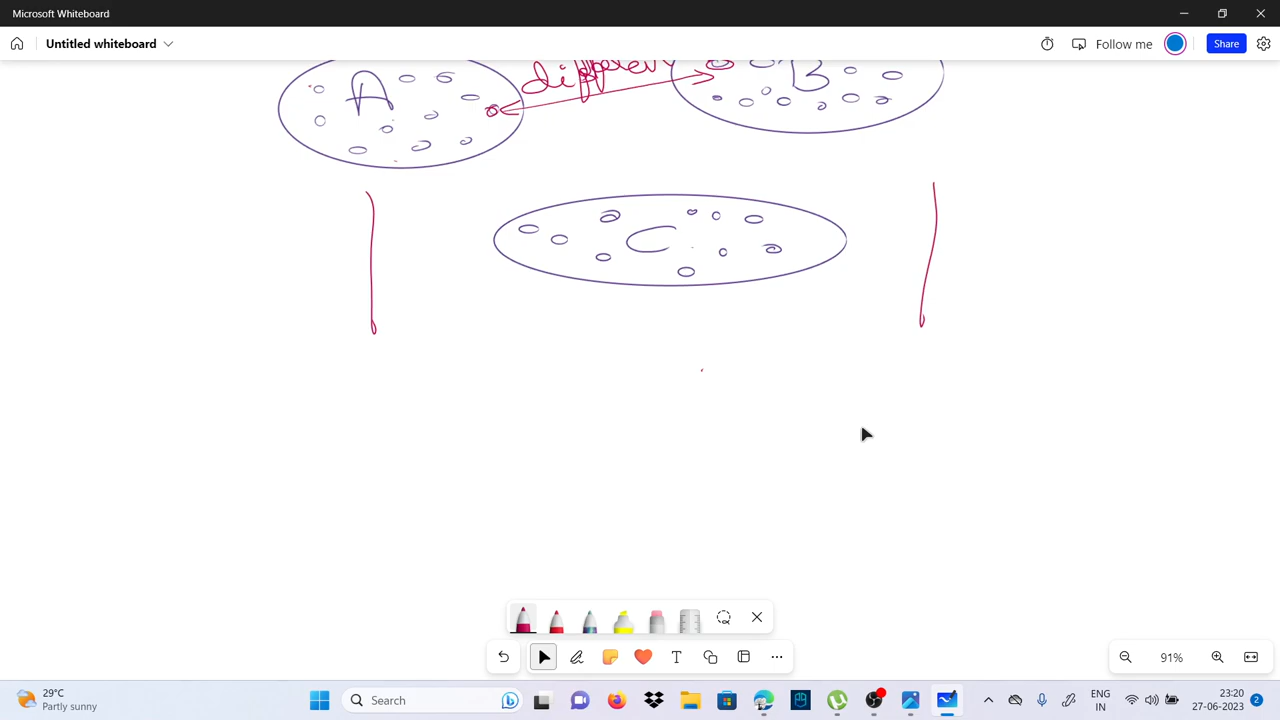 Microsoft Whiteboard
Untitled whiteboard
Follow me
Share
A
B
C
91%
29°C
Partly sunny
Search
ENG
IN
23:20
27-06-2023
2